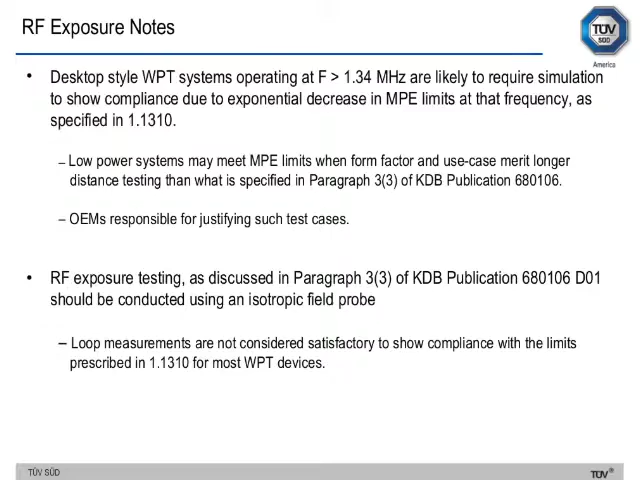 RF Exposure Notes
TÜV
SÜD
America
• Desktop style WPT systems operating at F > 1.34 MHz are likely to require simulation
to show compliance due to exponential decrease in MPE limits at that frequency, as
specified in 1.1310.
– Low power systems may meet MPE limits when form factor and use-case merit longer
distance testing than what is specified in Paragraph 3(3) of KDB Publication 680106.
– OEMs responsible for justifying such test cases.
• RF exposure testing, as discussed in Paragraph 3(3) of KDB Publication 680106 D01
should be conducted using an isotropic field probe
– Loop measurements are not considered satisfactory to show compliance with the limits
prescribed in 1.1310 for most WPT devices.
TÜV SÜD
TÜV®